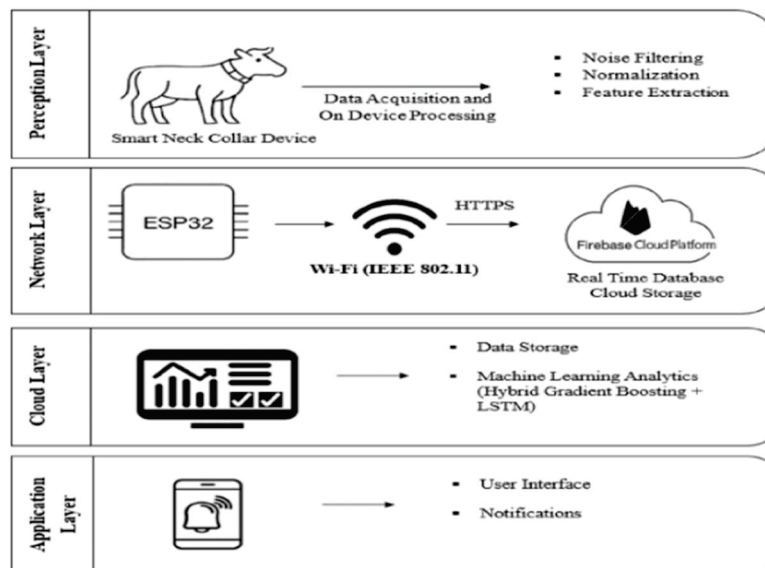 Perception Layer
Smart Neck Collar Device
Data Acquisition and
On Device Processing
▪ Noise Filtering
▪ Normalization
▪ Feature Extraction
Network Layer
ESP32
Wi-Fi (IEEE 802.11)
HTTPS
Firebase Cloud Platform
Real Time Database
Cloud Storage
Cloud Layer
▪ Data Storage
▪ Machine Learning Analytics
(Hybrid Gradient Boosting +
LSTM)
Application
Layer
▪ User Interface
▪ Notifications